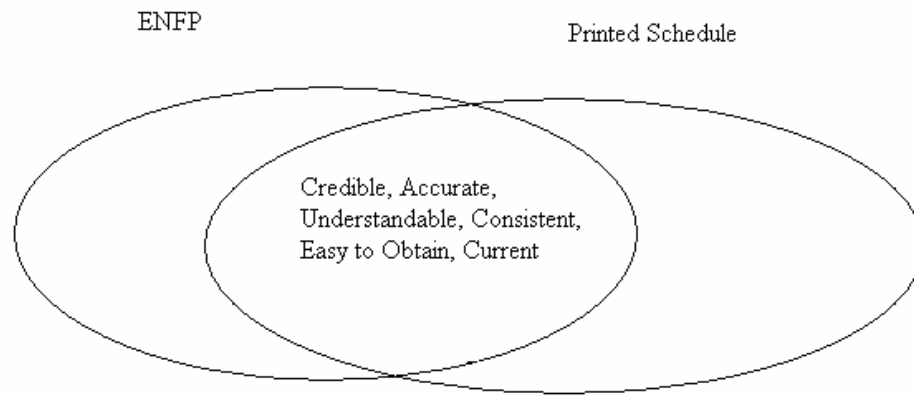 ENFP
Printed Schedule
Credible, Accurate,
Understandable, Consistent,
Easy to Obtain, Current